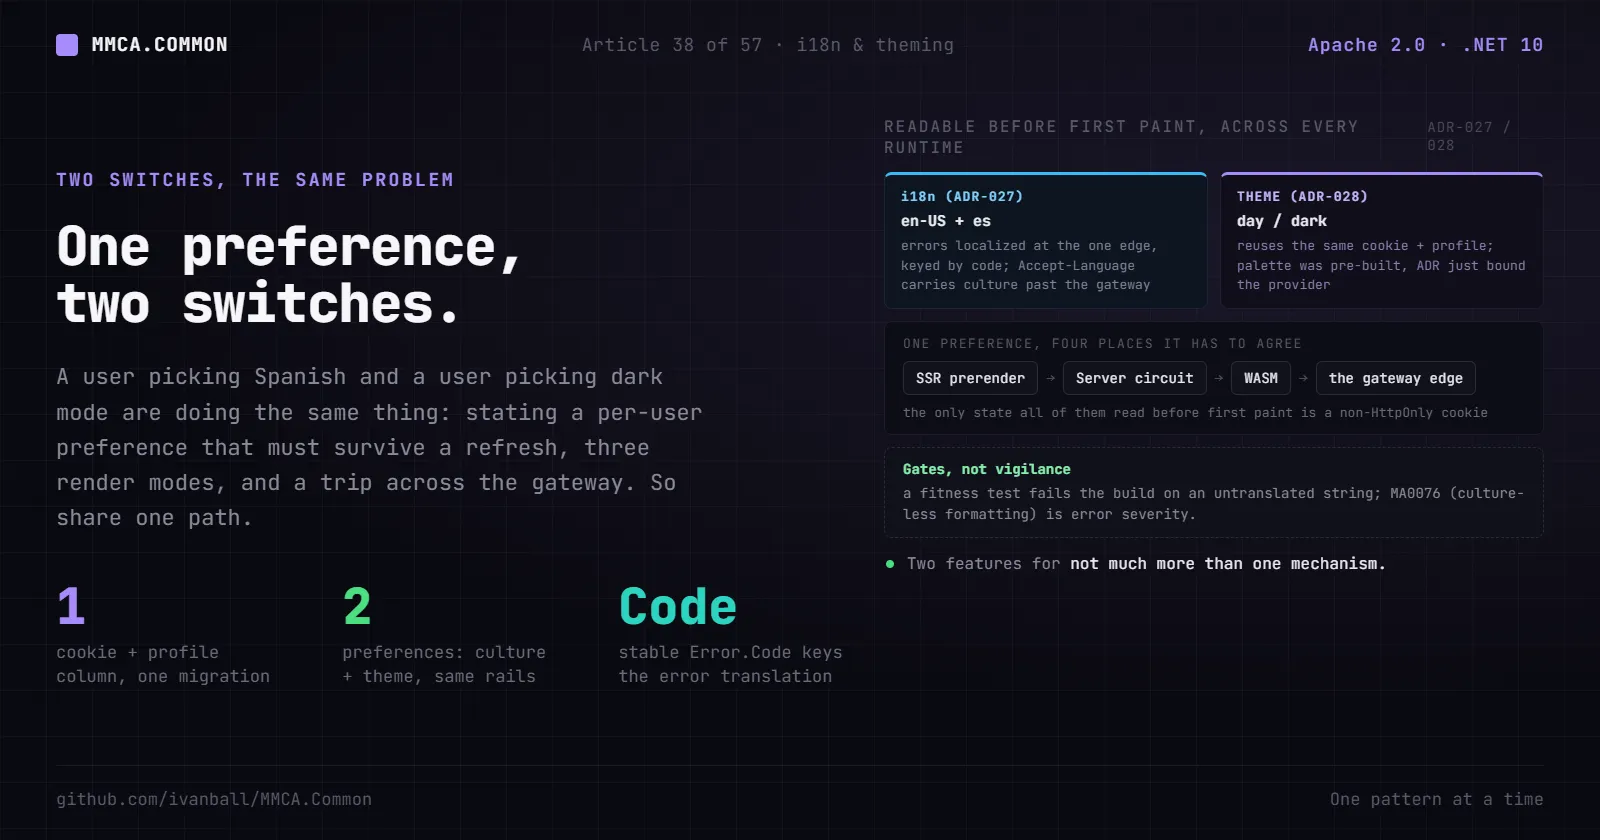 MMCA.COMMON
Article 38 of 57 · i18n & theming
Apache 2.0 · .NET 10
TWO SWITCHES, THE SAME PROBLEM
One preference,
two switches.
A user picking Spanish and a user picking dark
mode are doing the same thing: stating a per-user
preference that must survive a refresh, three
render modes, and a trip across the gateway. So
share one path.
1
cookie + profile
column, one migration
2
preferences: culture
+ theme, same rails
Code
stable Error.Code keys
the error translation
READABLE BEFORE FIRST PAINT, ACROSS EVERY
RUNTIME
ADR-027 /
028
i18n (ADR-027)
en-US + es
errors localized at the one edge,
keyed by code; Accept-Language
carries culture past the gateway
THEME (ADR-028)
day / dark
reuses the same cookie + profile;
palette was pre-built, ADR just bound
the provider
ONE PREFERENCE, FOUR PLACES IT HAS TO AGREE
SSR prerender → Server circuit → WASM → the gateway edge
the only state all of them read before first paint is a non-HttpOnly cookie
Gates, not vigilance
a fitness test fails the build on an untranslated string; MA0076 (culture-
less formatting) is error severity.
Two features for not much more than one mechanism.
github.com/ivanball/MMCA.Common
One pattern at a time